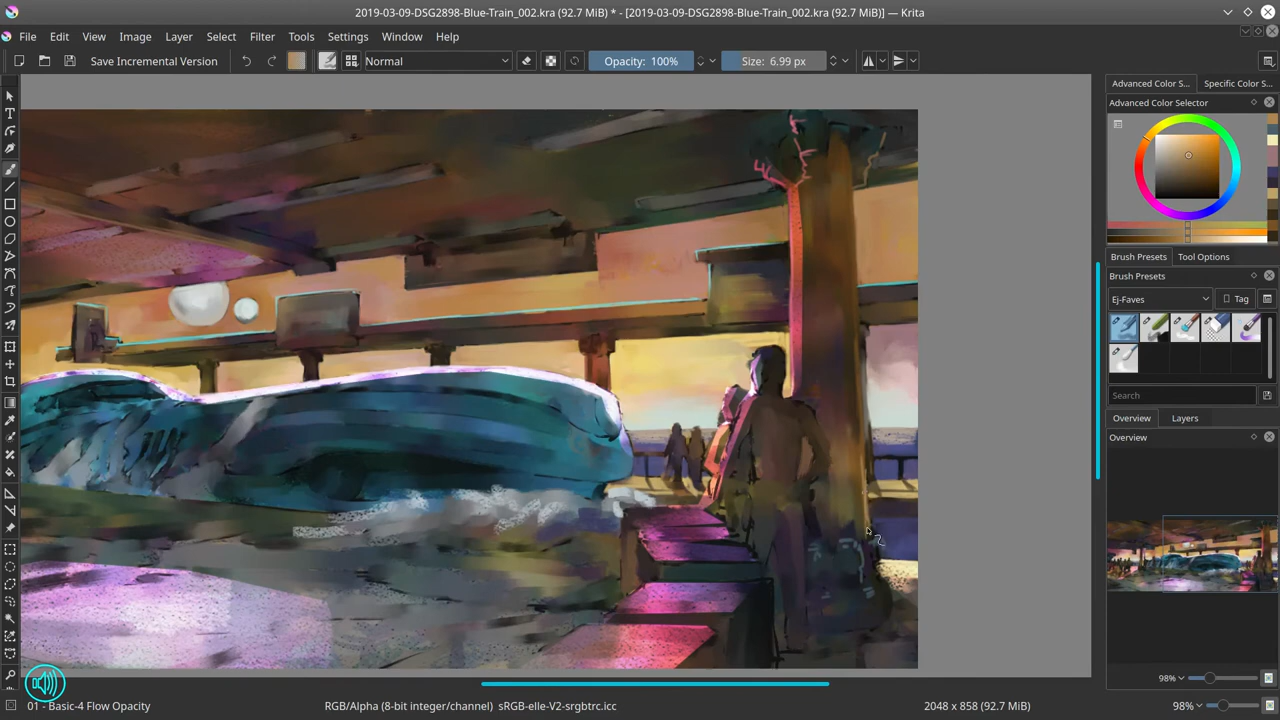 2019-03-09-DSG2898-Blue-Train_002.kra (92.7 MiB) * - [2019-03-09-DSG2898-Blue-Train_002.kra (92.7 MiB)] — Krita
File Edit View Image Layer Select Filter Tools Settings Window Help
Save Incremental Version Normal Opacity: 100% Size: 6.99 px
Advanced Color S... Specific Color S...
Advanced Color Selector
Brush Presets Tool Options
Brush Presets
Ej-Faves Tag
Search
Overview Layers
Overview
98%
01 - Basic-4 Flow Opacity RGB/Alpha (8-bit integer/channel) sRGB-elle-V2-srgbtrc.icc 2048 x 858 (92.7 MiB) 98%